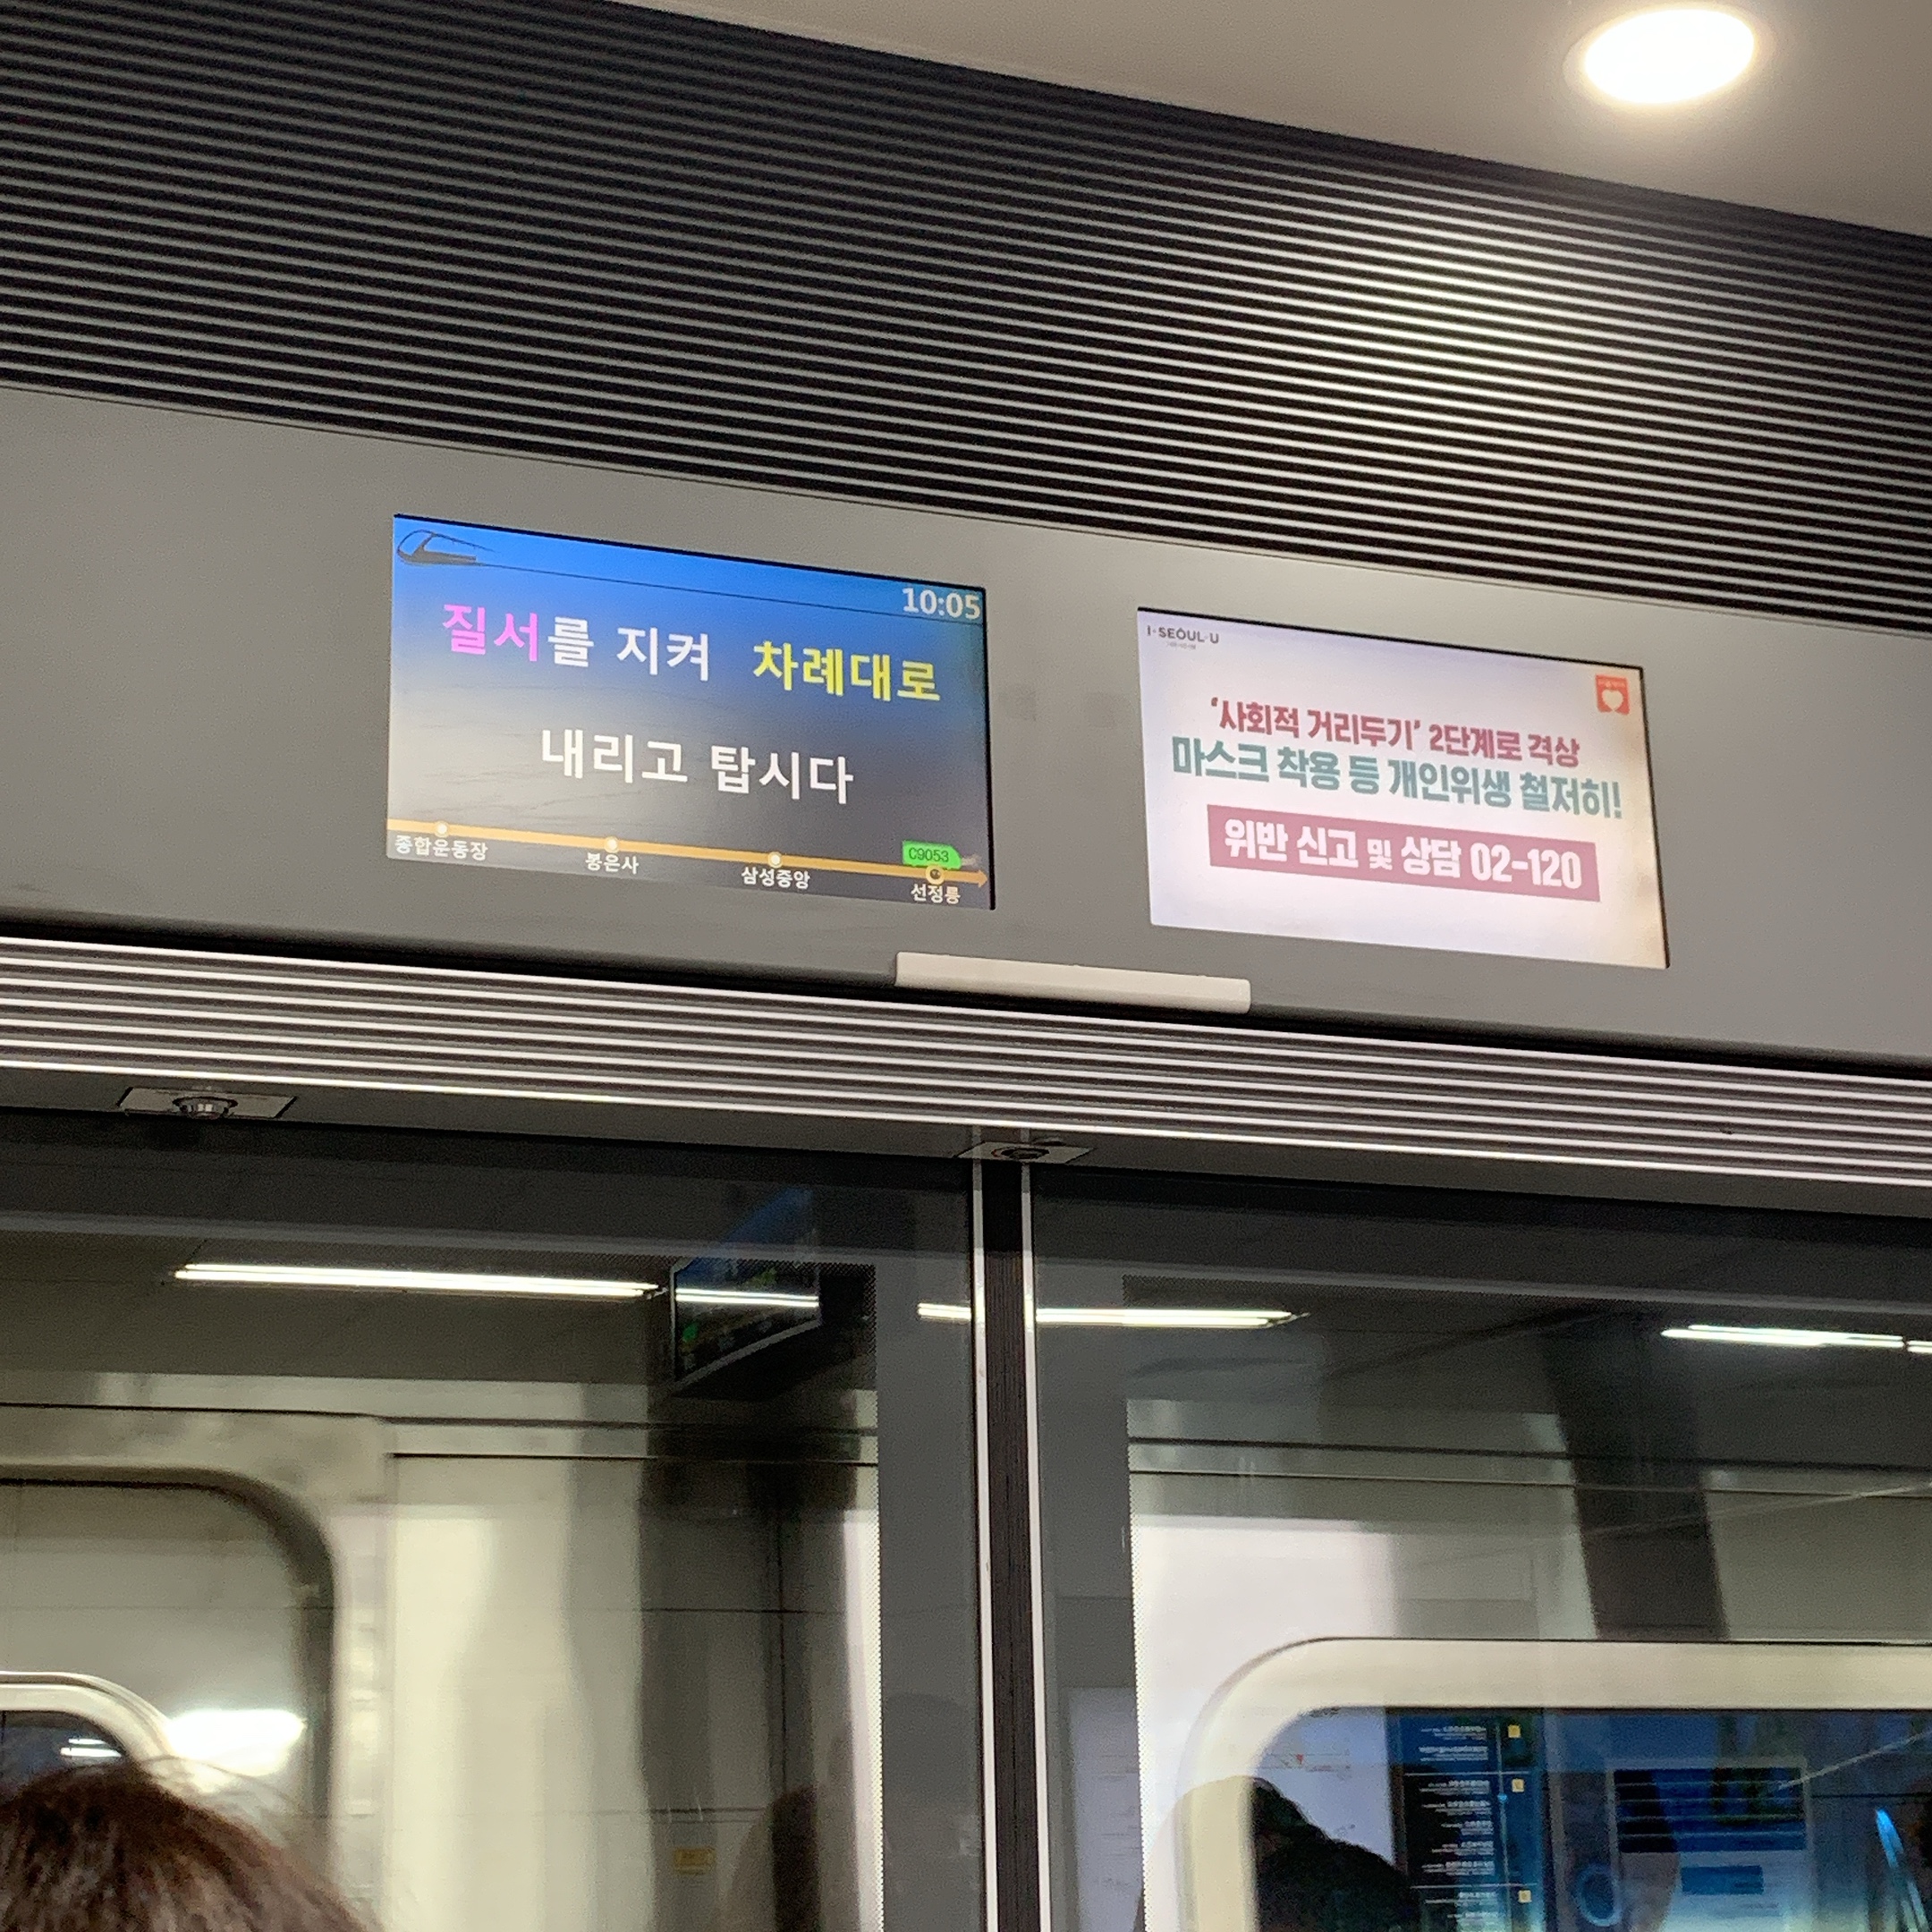 10:05
질서를 지켜 차례대로
내리고 탑시다
C9053
종합운동장 봉은사 삼성중앙 선정릉
I·SEOUL·U
'사회적 거리두기' 2단계로 격상
마스크 착용 등 개인위생 철저히!
위반 신고 및 상담 02-120